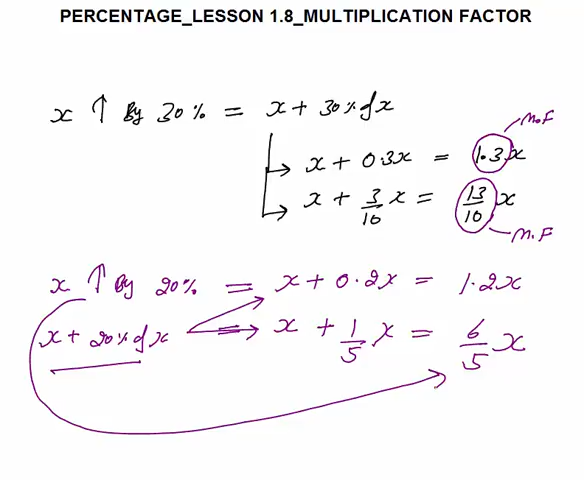 PERCENTAGE_LESSON 1.8_MULTIPLICATION FACTOR
x ↑ By 30% = x + 30% of x
M.F
x + 0.3x = 1.3x
x + 3/10 x = 13/10 x
M.F
x ↑ By 20% = x + 0.2x = 1.2x
x + 20% of x ⇒ x + 1/5 x = 6/5 x